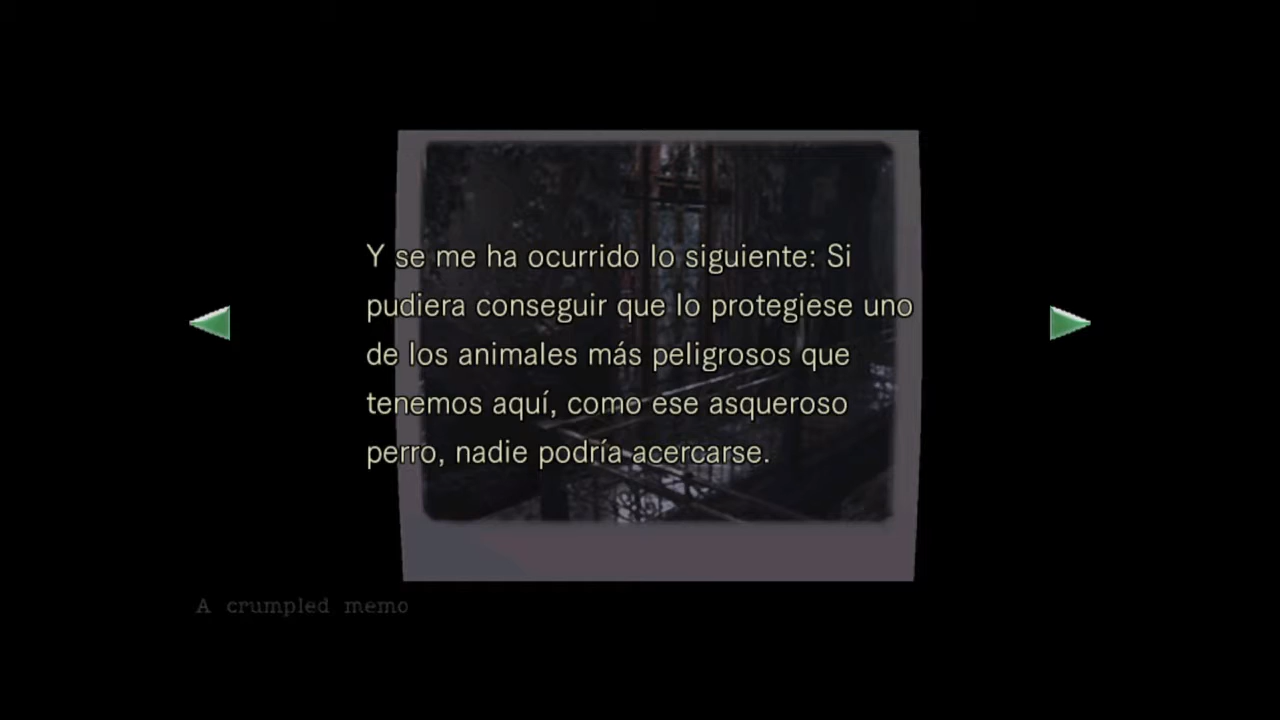 Y se me ha ocurrido lo siguiente: Si
pudiera conseguir que lo protegiese uno
de los animales más peligrosos que
tenemos aquí, como ese asqueroso
perro, nadie podría acercarse.
A crumpled memo